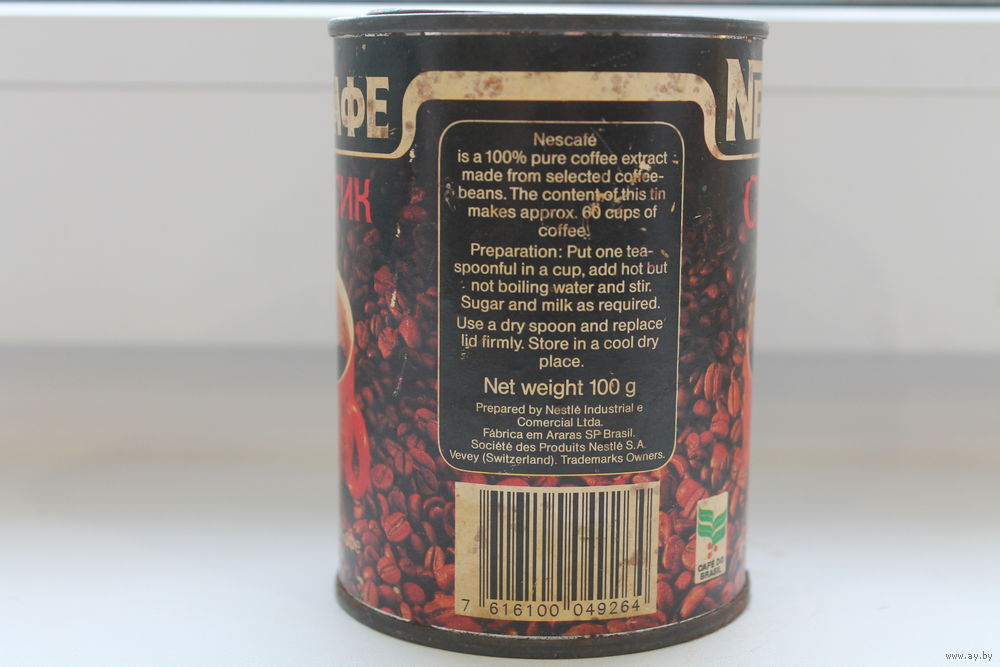 АФЕ
NE
ИК
Nescafé
is a 100% pure coffee extract
made from selected coffee-
beans. The content of this tin
makes approx. 60 cups of
coffee.
Preparation: Put one tea-
spoonful in a cup, add hot but
not boiling water and stir.
Sugar and milk as required.
Use a dry spoon and replace
lid firmly. Store in a cool dry
place.
Net weight 100 g
Prepared by Nestlé Industrial e
Comercial Ltda.
Fábrica em Araras SP Brasil.
Société des Produits Nestlé S.A.
Vevey (Switzerland). Trademarks Owners.
7 616100 049264
CAFÉ DO
BRASIL
www.ay.by